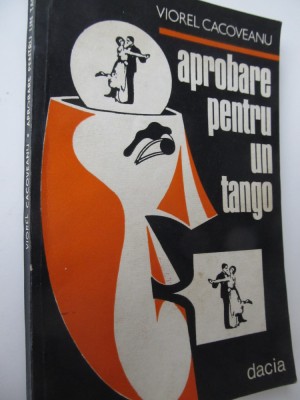 VIOREL CACOVEANU
aprobare
pentru
un
tango
dacia
VIOREL CACOVEANU • APROBARE PENTRU UN TANGO